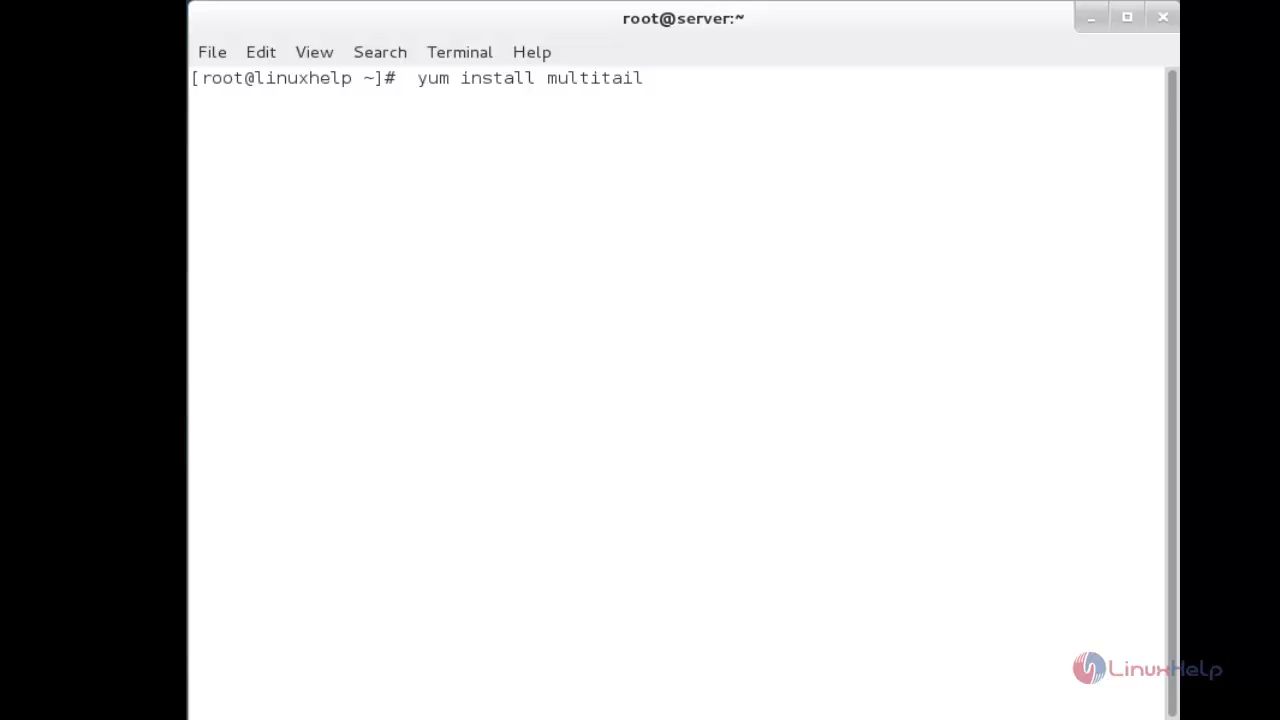 root@server:~
File Edit View Search Terminal Help
[root@linuxhelp ~]#  yum install multitail
LinuxHelp